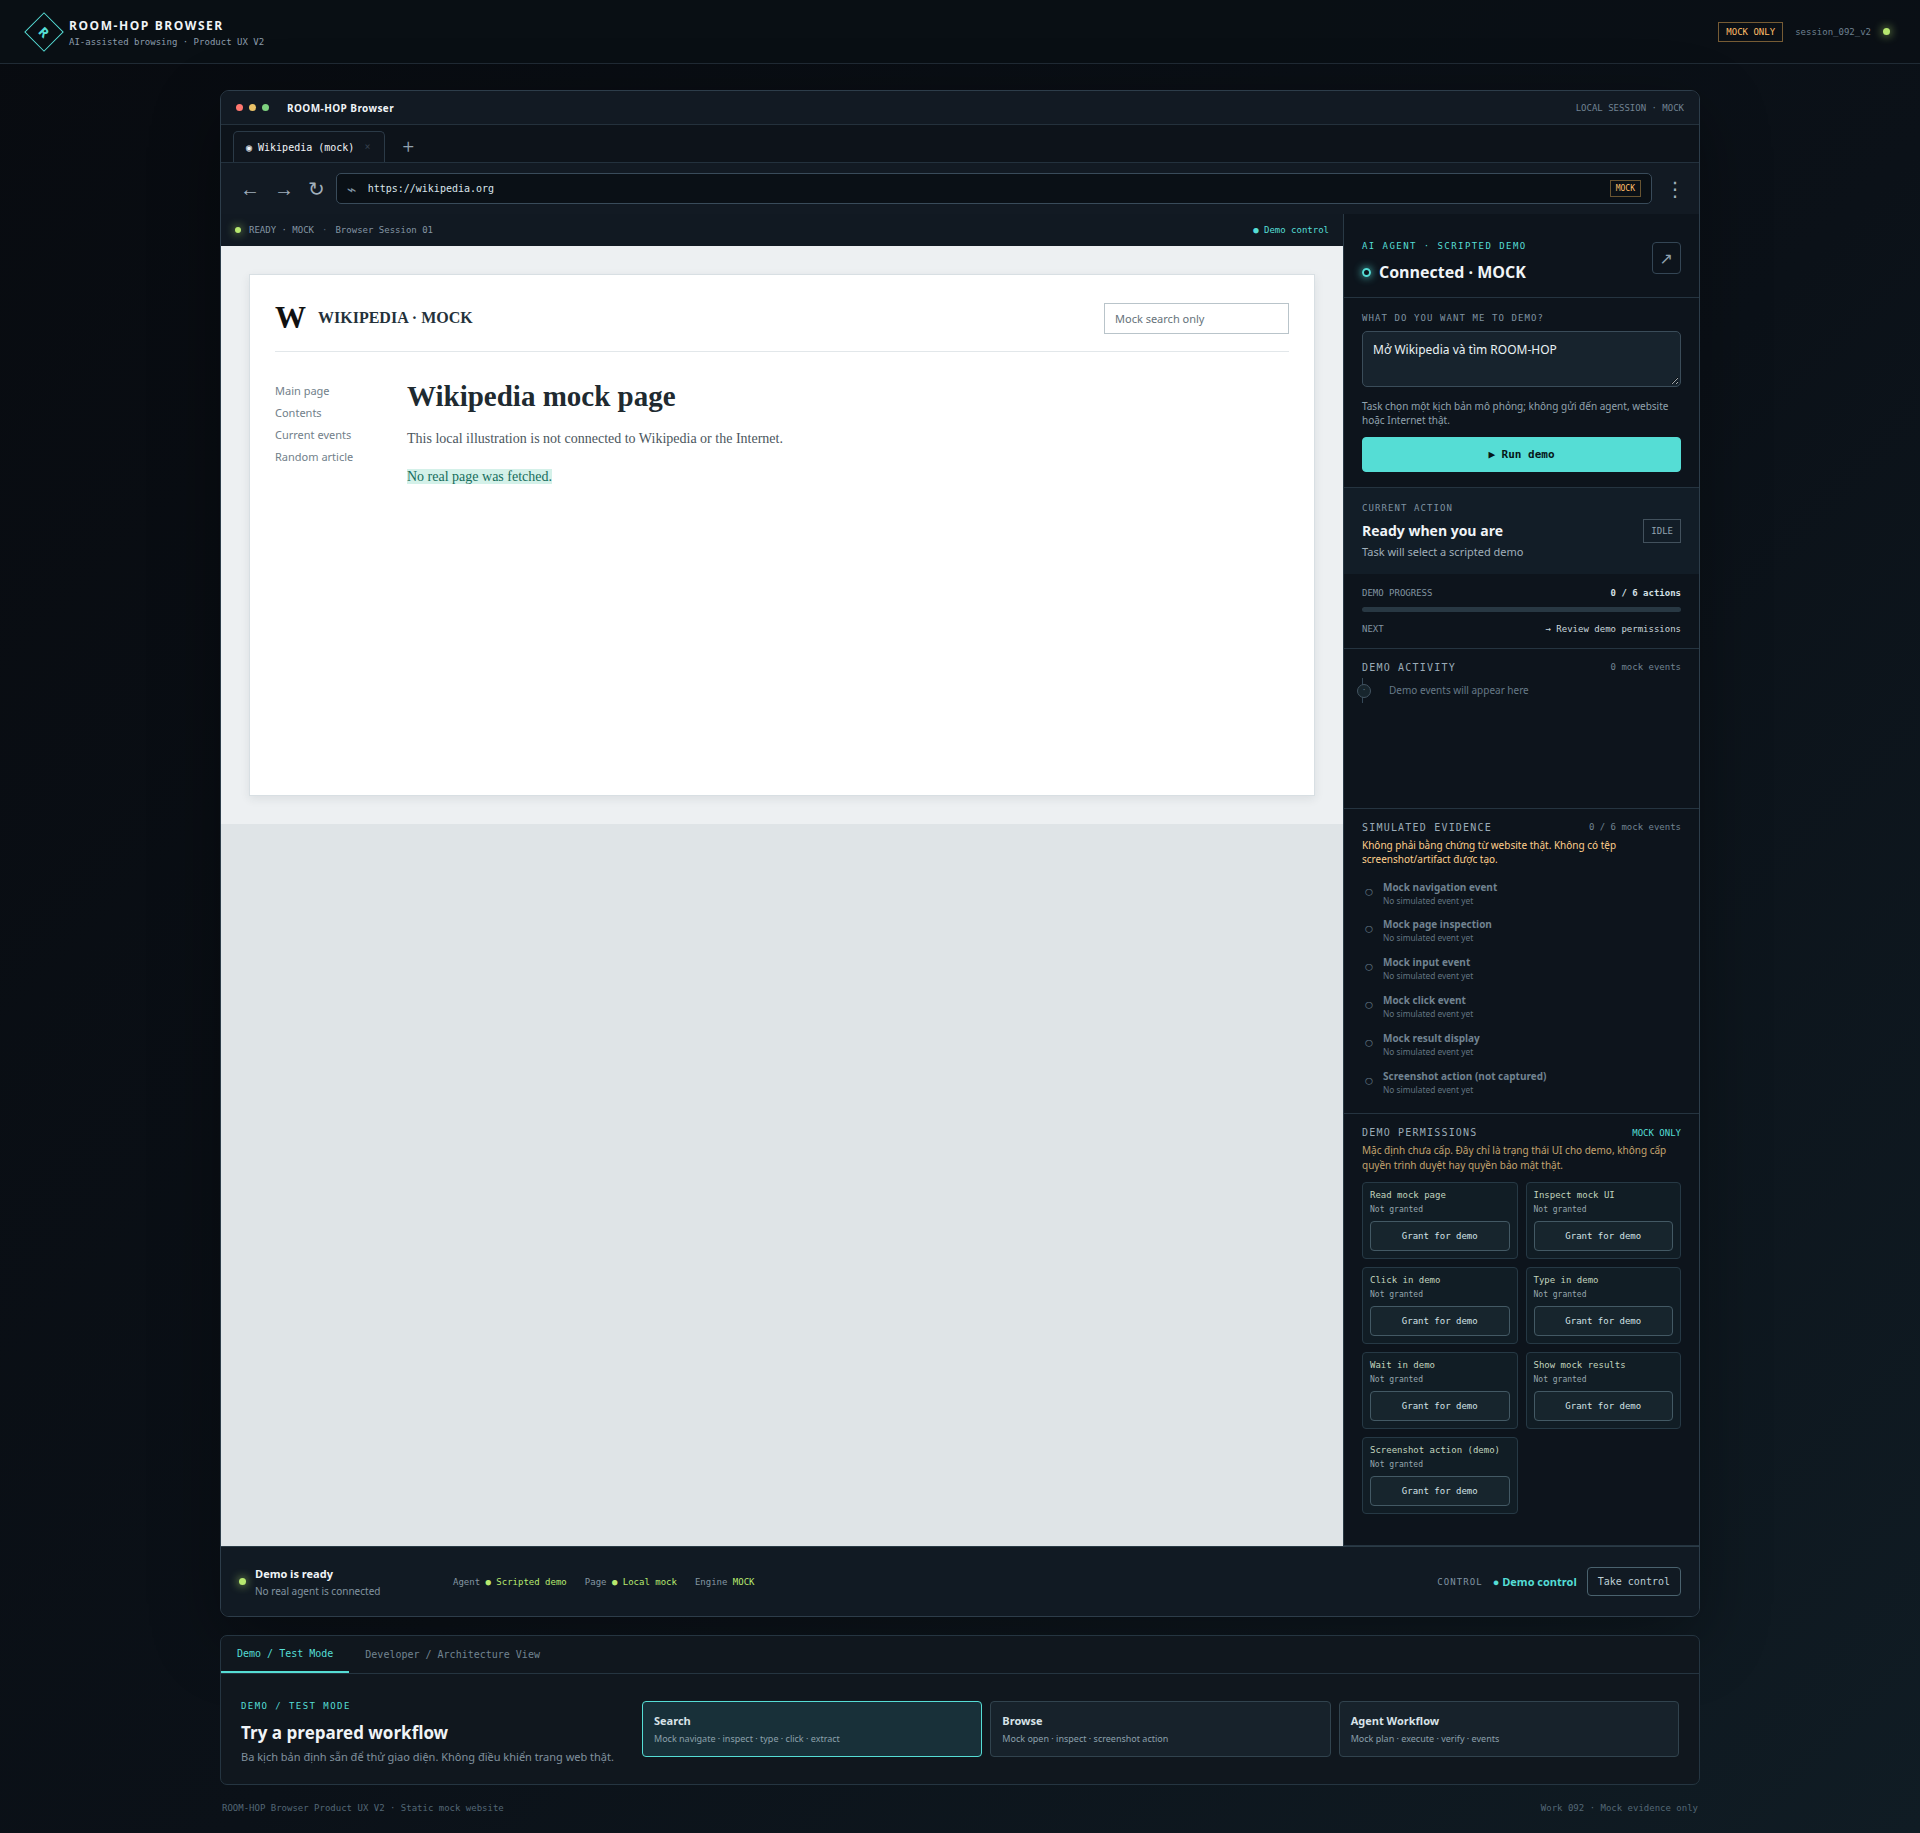 R
ROOM-HOP BROWSER
AI-assisted browsing · Product UX V2
MOCK ONLY
session_092_v2
ROOM-HOP Browser
LOCAL SESSION · MOCK
◉ Wikipedia (mock) ×
+
← → ↻
https://wikipedia.org
MOCK
⋮
READY · MOCK · Browser Session 01
● Demo control
W WIKIPEDIA · MOCK
Mock search only
Main page
Contents
Current events
Random article
Wikipedia mock page
This local illustration is not connected to Wikipedia or the Internet.
No real page was fetched.
AI AGENT · SCRIPTED DEMO
Connected · MOCK
↗
WHAT DO YOU WANT ME TO DEMO?
Mở Wikipedia và tìm ROOM-HOP
Task chọn một kịch bản mô phỏng; không gửi đến agent, website
hoặc Internet thật.
▶ Run demo
CURRENT ACTION
Ready when you are
IDLE
Task will select a scripted demo
DEMO PROGRESS
0 / 6 actions
NEXT
→ Review demo permissions
DEMO ACTIVITY
0 mock events
Demo events will appear here
SIMULATED EVIDENCE
0 / 6 mock events
Không phải bằng chứng từ website thật. Không có tệp
screenshot/artifact được tạo.
Mock navigation event
No simulated event yet
Mock page inspection
No simulated event yet
Mock input event
No simulated event yet
Mock click event
No simulated event yet
Mock result display
No simulated event yet
Screenshot action (not captured)
No simulated event yet
DEMO PERMISSIONS
MOCK ONLY
Mặc định chưa cấp. Đây chỉ là trạng thái UI cho demo, không cấp
quyền trình duyệt hay quyền bảo mật thật.
Read mock page
Not granted
Grant for demo
Inspect mock UI
Not granted
Grant for demo
Click in demo
Not granted
Grant for demo
Type in demo
Not granted
Grant for demo
Wait in demo
Not granted
Grant for demo
Show mock results
Not granted
Grant for demo
Screenshot action (demo)
Not granted
Grant for demo
Demo is ready
No real agent is connected
Agent ● Scripted demo
Page ● Local mock
Engine MOCK
CONTROL
● Demo control
Take control
Demo / Test Mode
Developer / Architecture View
DEMO / TEST MODE
Try a prepared workflow
Ba kịch bản định sẵn để thử giao diện. Không điều khiển trang web thật.
Search
Mock navigate · inspect · type · click · extract
Browse
Mock open · inspect · screenshot action
Agent Workflow
Mock plan · execute · verify · events
ROOM-HOP Browser Product UX V2 · Static mock website
Work 092 · Mock evidence only